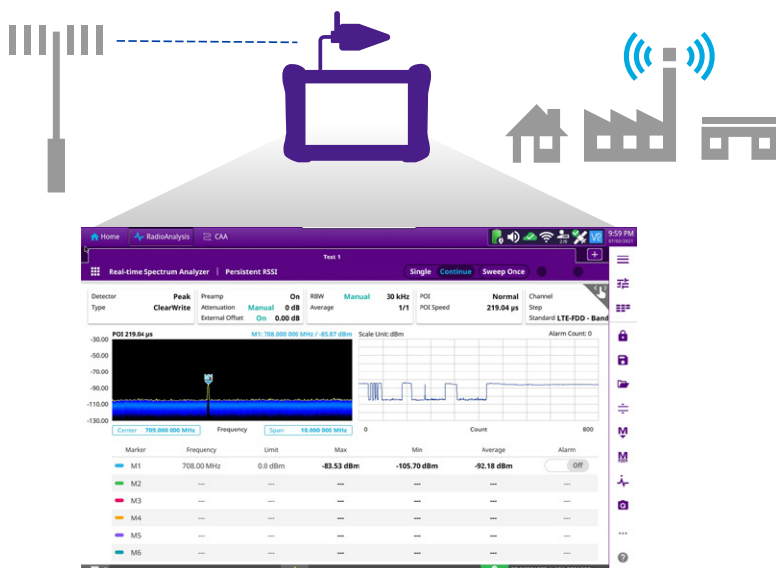 Home RadioAnalysis CAA 9:59 PM
07/02/2021
Test 1
Real-time Spectrum Analyzer | Persistent RSSI Single Continue Sweep Once
Detector Peak Preamp On RBW Manual 30 kHz POI Normal Channel
Type ClearWrite Attenuation Manual 0 dB Average 1/1 POI Speed 219.04 µs Step
External Offset On 0.00 dB Standard LTE-FDD - Band
POI 219.04 µs M1: 708.000 000 MHz / -85.67 dBm Scale Unit: dBm Alarm Count: 0
-30.00
-50.00
-70.00
-90.00
-110.00
-130.00
Center 709.000 000 MHz Frequency Span 10.000 000 MHz 0 Count 800
Marker Frequency Limit Max Min Average Alarm
M1 708.00 MHz 0.0 dBm -83.53 dBm -105.70 dBm -92.18 dBm Off
M2 --- --- --- --- --- ---
M3 --- --- --- --- --- ---
M4 --- --- --- --- --- ---
M5 --- --- --- --- --- ---
M6 --- --- --- --- --- ---